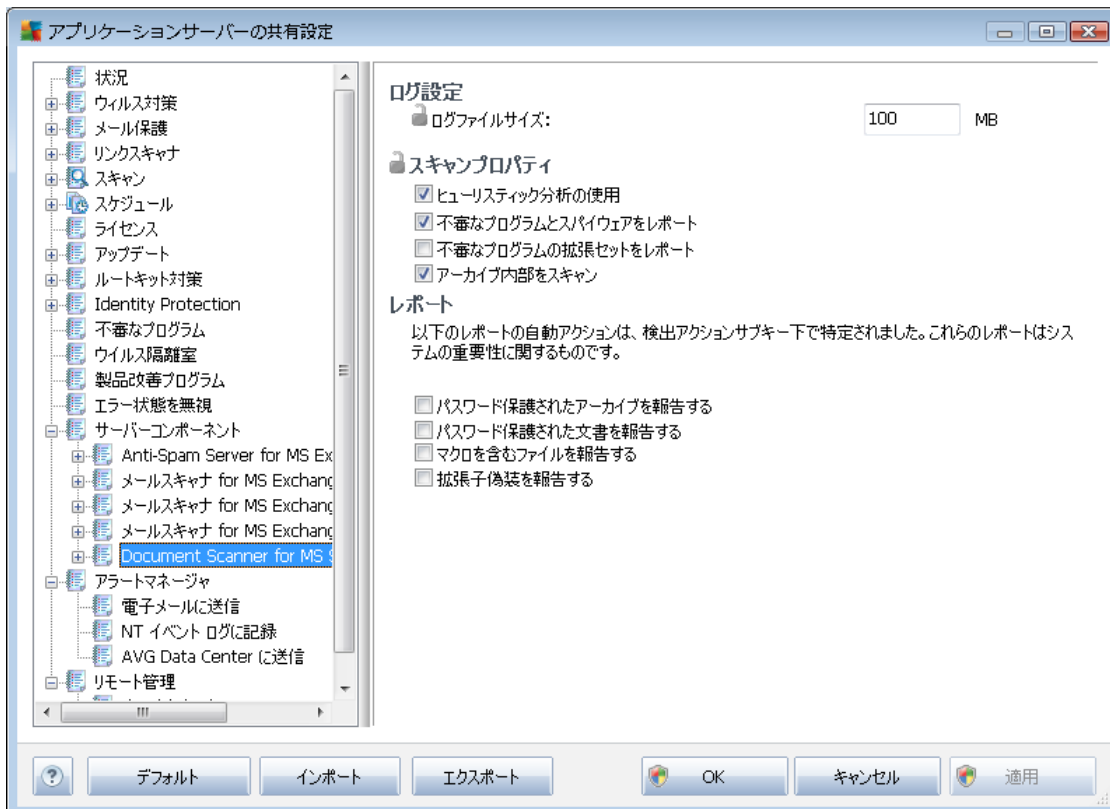 アプリケーションサーバーの共有設定
状況
ウィルス対策
メール保護
リンクスキャナ
スキャン
スケジュール
ライセンス
アップデート
ルートキット対策
Identity Protection
不審なプログラム
ウイルス隔離室
製品改善プログラム
エラー状態を無視
サーバーコンポーネント
Anti-Spam Server for MS Ex
メールスキャナ for MS Exchang
メールスキャナ for MS Exchang
メールスキャナ for MS Exchang
Document Scanner for MS S
アラートマネージャ
電子メールに送信
NT イベント ログに記録
AVG Data Center に送信
リモート管理
ログ設定
ログファイルサイズ:
100 MB
スキャンプロパティ
ヒューリスティック分析の使用
不審なプログラムとスパイウェアをレポート
不審なプログラムの拡張セットをレポート
アーカイブ内部をスキャン
レポート
以下のレポートの自動アクションは、検出アクションサブキー下で特定されました。これらのレポートはシス
テムの重要性に関するものです。
パスワード保護されたアーカイブを報告する
パスワード保護された文書を報告する
マクロを含むファイルを報告する
拡張子偽装を報告する
デフォルト
インポート
エクスポート
OK
キャンセル
適用